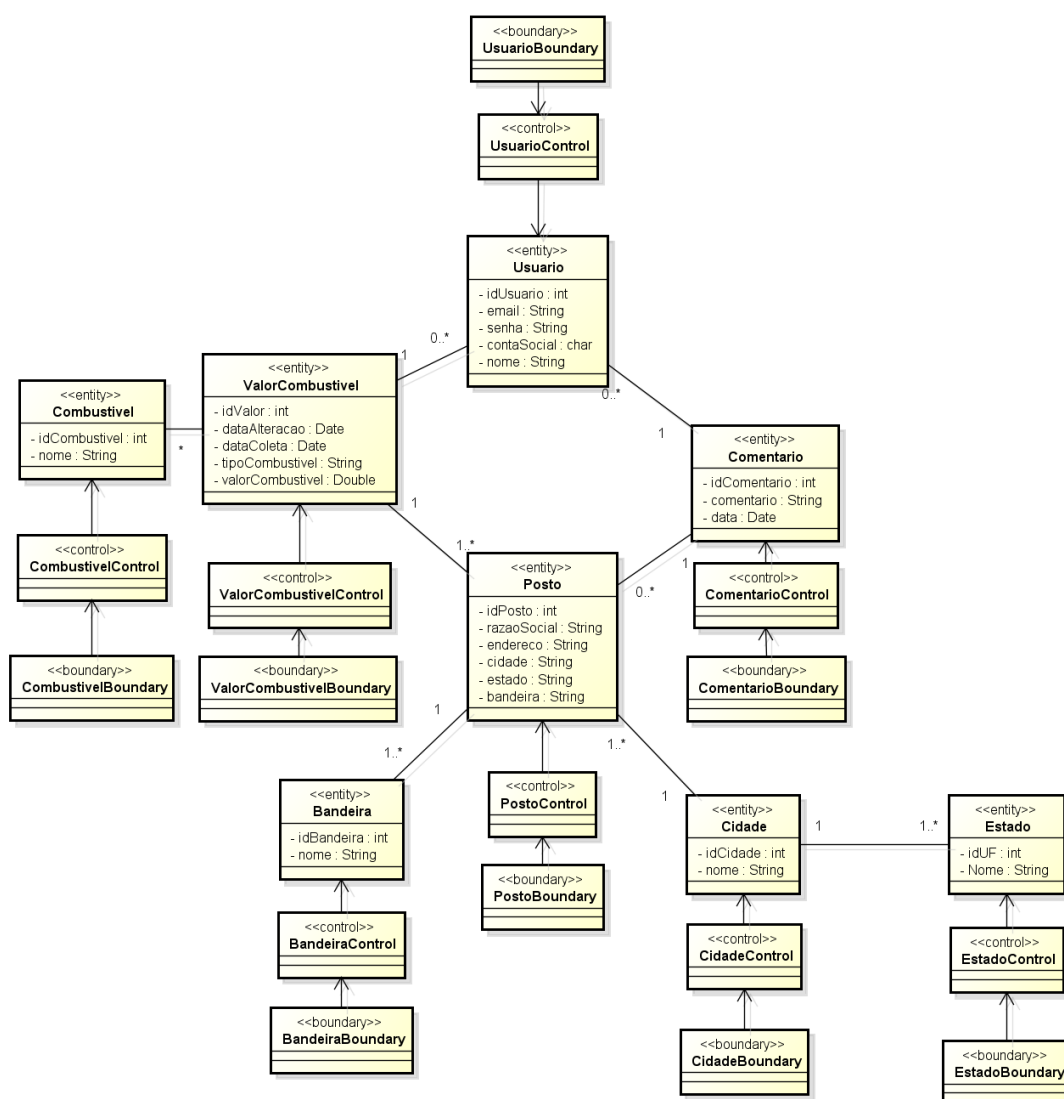 <<boundary>>
UsuarioBoundary
<<control>>
UsuarioControl
<<entity>>
Usuario
- idUsuario : int
- email : String
- senha : String
- contaSocial : char
- nome : String
0..*
1
0..*
1
<<entity>>
ValorCombustivel
- idValor : int
- dataAlteracao : Date
- dataColeta : Date
- tipoCombustivel : String
- valorCombustivel : Double
<<entity>>
Combustivel
- idCombustivel : int
- nome : String
*
<<entity>>
Comentario
- idComentario : int
- comentario : String
- data : Date
1
1..*
1
0..*
<<control>>
CombustivelControl
<<control>>
ValorCombustivelControl
<<entity>>
Posto
- idPosto : int
- razaoSocial : String
- endereco : String
- cidade : String
- estado : String
- bandeira : String
<<control>>
ComentarioControl
<<boundary>>
CombustivelBoundary
<<boundary>>
ValorCombustivelBoundary
<<boundary>>
ComentarioBoundary
1
1..*
1..*
1
<<entity>>
Bandeira
- idBandeira : int
- nome : String
<<control>>
PostoControl
<<entity>>
Cidade
- idCidade : int
- nome : String
1
1..*
<<entity>>
Estado
- idUF : int
- Nome : String
<<boundary>>
PostoBoundary
<<control>>
BandeiraControl
<<control>>
CidadeControl
<<control>>
EstadoControl
<<boundary>>
BandeiraBoundary
<<boundary>>
CidadeBoundary
<<boundary>>
EstadoBoundary